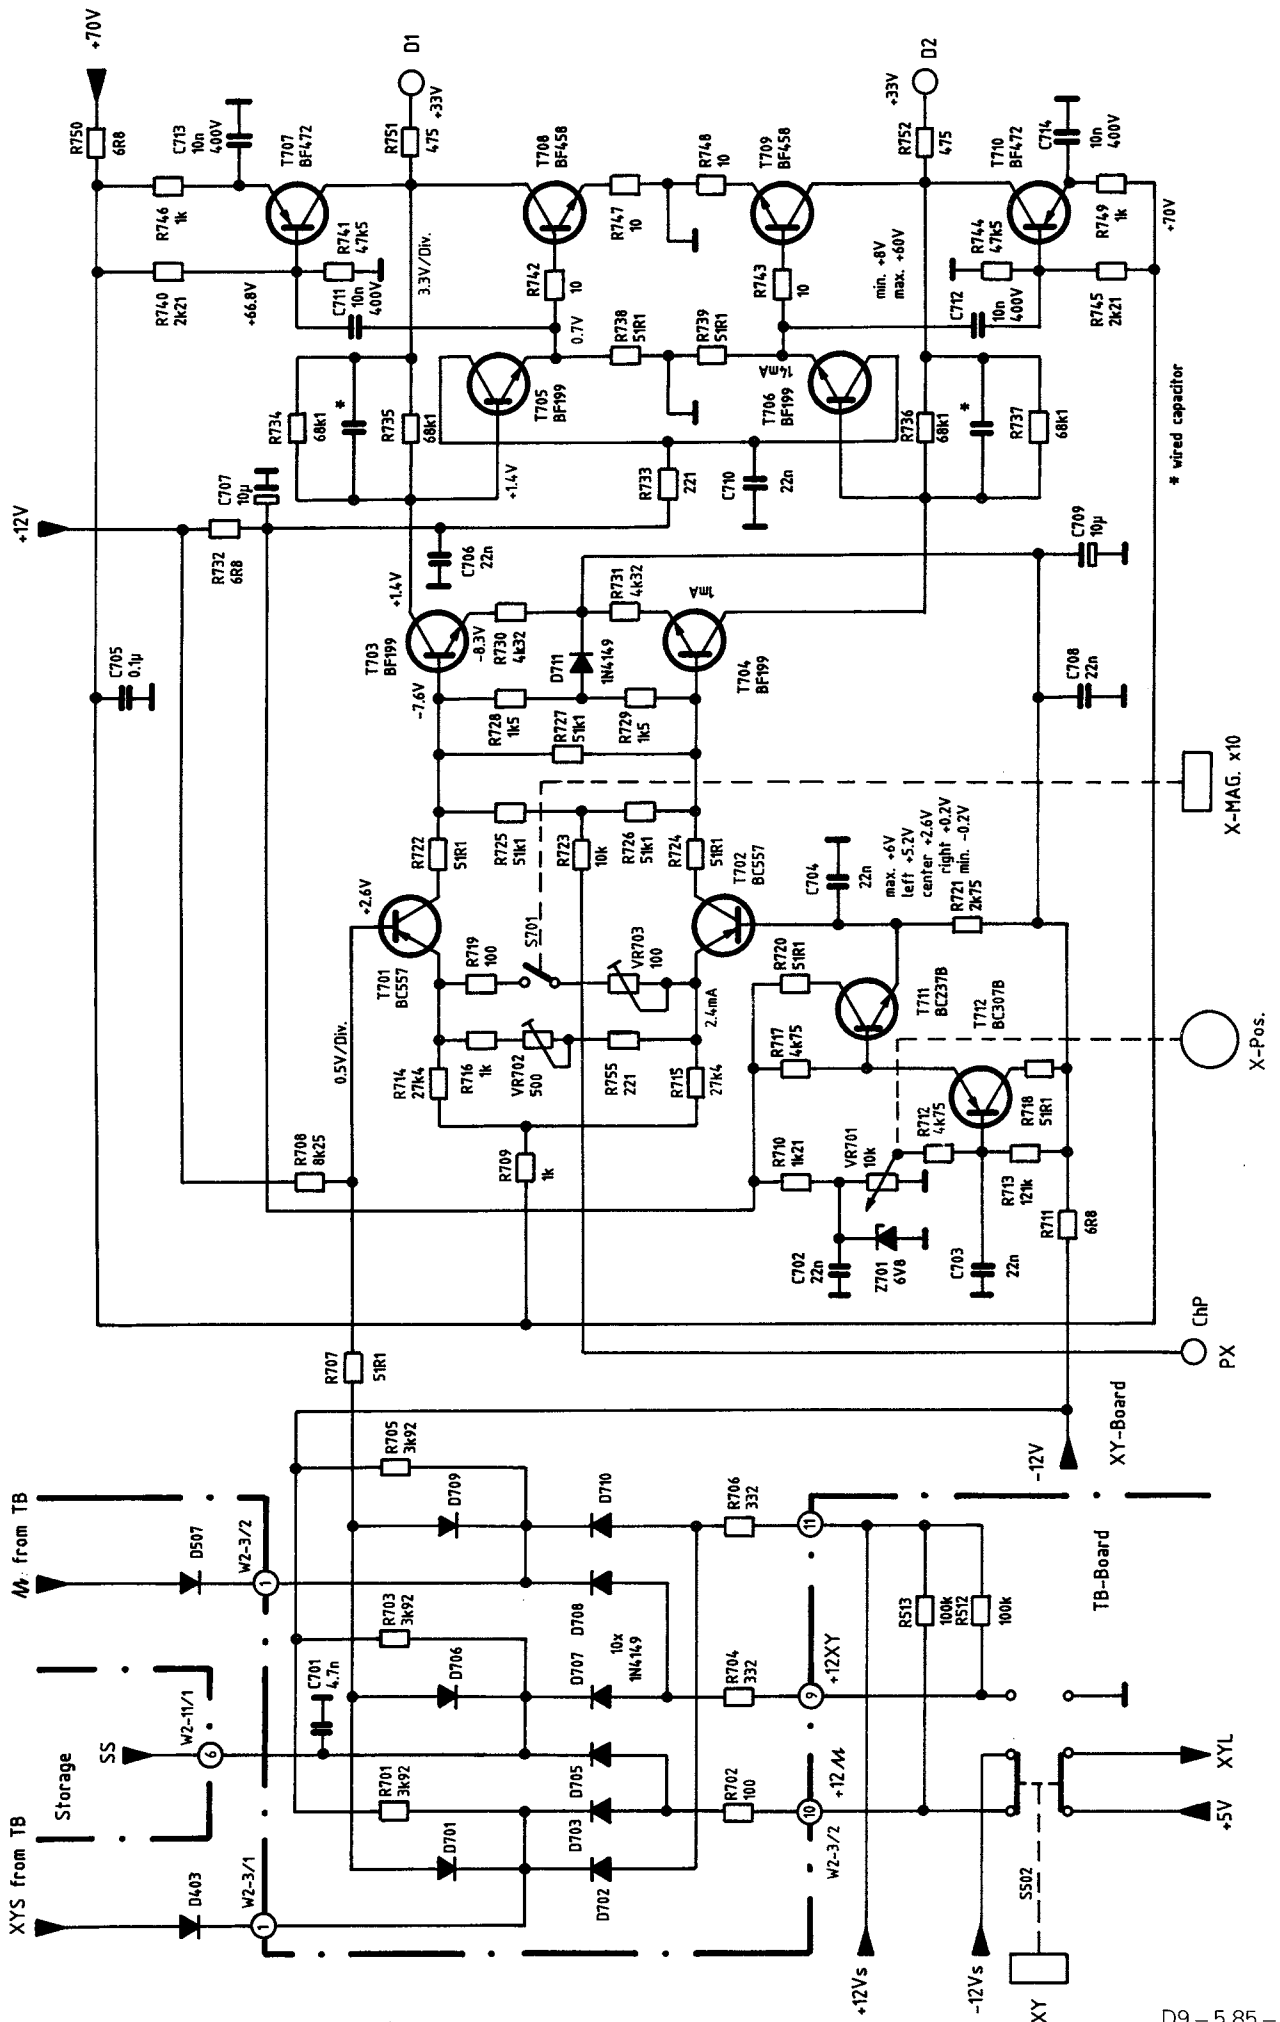 +70V
R750
6R8
C713
10n
400V
T707
BF472
R751
475
+33V
D1
T708
BF458
R748
10
T709
BF458
R752
475
+33V
D2
T710
BF472
C714
10n
400V
R746
1k
R741
47k5
3.3V/Div.
R747
10
R744
47k5
R749
1k
+70V
R740
2k21
+66.8V
C711
10n
400V
R742
10
R743
10
min. +8V
max. +60V
C712
10n
400V
R745
2k21
0.7V
R738
51R1
R739
51R1
14mA
R734
68k1
*
R735
68k1
T705
BF199
T706
BF199
R736
68k1
*
R737
68k1
* wired capacitor
+12V
C707
10µ
+1.4V
R733
221
C710
22n
R732
6R8
C706
22n
C709
10µ
+1.4V
R731
4k32
1mA
C705
0.1µ
T703
BF199
-8.3V
R730
4k32
D711
1N4149
T704
BF199
C708
22n
-7.6V
R728
1k5
R727
51k1
R729
1k5
X-MAG. x10
R722
51R1
R725
51k1
R723
10k
R726
51k1
R724
51R1
T702
BC557
C704
22n
max. +6V
left +5.2V
center +2.6V
right +0.2V
min. -0.2V
R721
2k75
+2.6V
T701
BC557
R719
100
S701
VR703
100
2.4mA
R720
51R1
T711
BC237B
T712
BC307B
0.5V/Div.
R714
27k4
R716
1k
VR702
500
R755
221
R715
27k4
R717
4k75
X-Pos.
R708
8k25
R709
1k
R710
1k21
VR701
10k
R712
4k75
R718
51R1
R713
121k
R711
6R8
C702
22n
Z701
6V8
C703
22n
R707
51R1
PX
ChP
XY-Board
-12V
from TB
D507
W2-3/2
1
R705
3k92
D709
D710
R706
332
11
TB-Board
R703
3k92
D706
D708
D707
10x
1N4149
R704
332
9
+12XY
R513
100k
R512
100k
Storage
SS
W2-11/1
6
C701
4.7n
R701
3k92
D705
D703
R702
100
10
+12
W2-3/2
XYL
+5V
XYS from TB
D403
W2-3/1
1
D701
D702
S502
+12Vs
-12Vs
XY
D9-5.85-